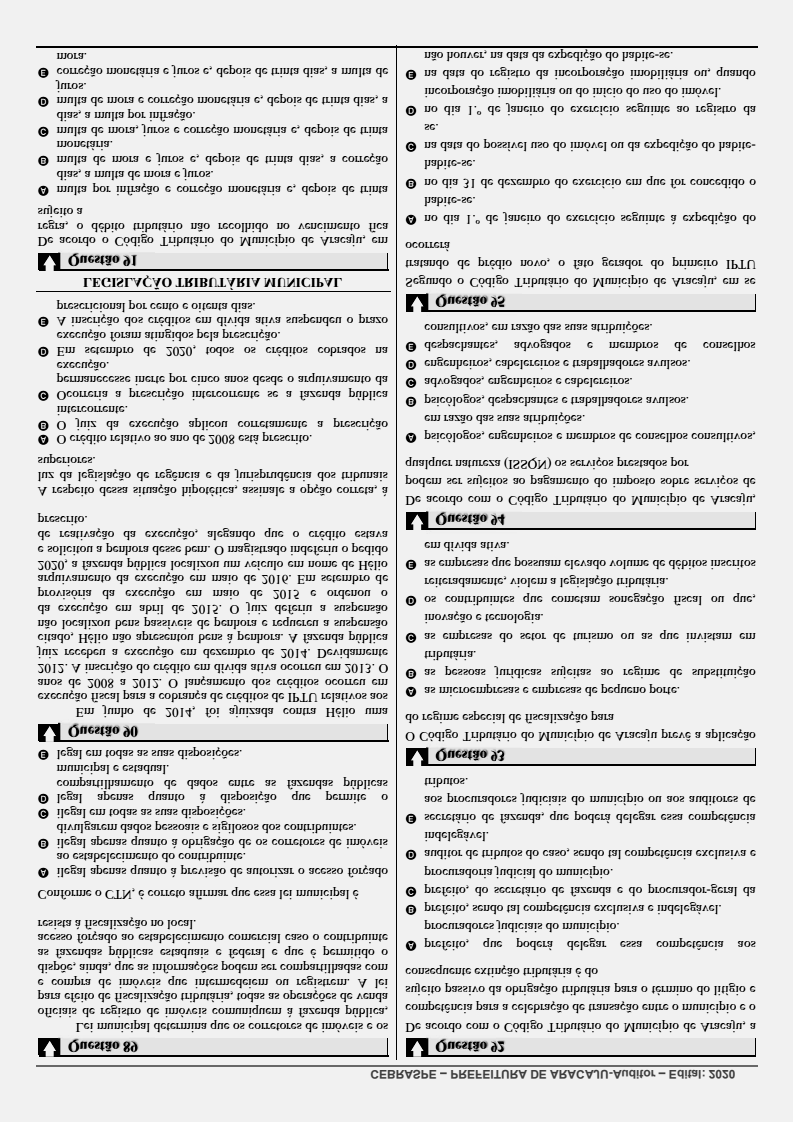 CEBRASPE – PREFEITURA DE ARACAJU-Auditor – Edital: 2020
Questão 89
Lei municipal determina que os corretores de imóveis e os
oficiais de registro de imóveis comuniquem à fazenda pública,
para efeito de fiscalização tributária, todas as operações de venda
e compra de imóveis que intermedeiem ou registrem. A lei
dispõe, ainda, que as informações podem ser compartilhadas com
as fazendas públicas estaduais e federal e que é permitido o
acesso forçado ao estabelecimento comercial caso o contribuinte
resista à fiscalização no local.
Conforme o CTN, é correto afirmar que essa lei municipal é
A ilegal apenas quanto à previsão de autorizar o acesso forçado
ao estabelecimento do contribuinte.
B ilegal apenas quanto à obrigação de os corretores de imóveis
divulgarem dados pessoais e sigilosos dos contribuintes.
C ilegal em todas as suas disposições.
D legal apenas quanto à disposição que permite o
compartilhamento de dados entre as fazendas públicas
municipal e estadual.
E legal em todas as suas disposições.
Questão 90
Em junho de 2014, foi ajuizada contra Hélio uma
execução fiscal para a cobrança de créditos de IPTU relativos aos
anos de 2008 a 2012. O lançamento dos créditos ocorreu em
2012. A inscrição do crédito em dívida ativa ocorreu em 2013. O
juiz recebeu a execução em dezembro de 2014. Devidamente
citado, Hélio não apresentou bens à penhora. A fazenda pública
não localizou bens passíveis de penhora e requereu a suspensão
da execução em abril de 2015. O juiz deferiu a suspensão
provisória da execução em maio de 2015 e ordenou o
arquivamento da execução em maio de 2016. Em setembro de
2020, a fazenda pública localizou um veículo em nome de Hélio
e solicitou a penhora desse bem. O magistrado indeferiu o pedido
de reativação da execução, alegando que o crédito estava
prescrito.
A respeito dessa situação hipotética, assinale a opção correta, à
luz da legislação de regência e da jurisprudência dos tribunais
superiores.
A O crédito relativo ao ano de 2008 está prescrito.
B O juiz da execução aplicou corretamente a prescrição
intercorrente.
C Ocorreria a prescrição intercorrente se a fazenda pública
permanecesse inerte por cinco anos desde o arquivamento da
execução.
D Em setembro de 2020, todos os créditos cobrados na
execução foram atingidos pela prescrição.
E A inscrição dos créditos em dívida ativa suspendeu o prazo
prescricional por cento e oitenta dias.
LEGISLAÇÃO TRIBUTÁRIA MUNICIPAL
Questão 91
De acordo o Código Tributário do Município de Aracaju, em
regra, o débito tributário não recolhido no vencimento fica
sujeito a
A multa por infração e correção monetária e, depois de trinta
dias, a multa de mora e juros.
B multa de mora e juros e, depois de trinta dias, a correção
monetária.
C multa de mora, juros e correção monetária e, depois de trinta
dias, a multa por infração.
D multa de mora e correção monetária e, depois de trinta dias, a
juros.
E correção monetária e juros e, depois de trinta dias, a multa de
mora.
Questão 92
De acordo com o Código Tributário do Município de Aracaju, a
competência para a celebração de transação entre o município e o
sujeito passivo da obrigação tributária para o término do litígio e
consequente extinção tributária é do
A prefeito, que poderá delegar essa competência aos
procuradores judiciais do município.
B prefeito, sendo tal competência exclusiva e indelegável.
C prefeito, do secretário de fazenda e do procurador-geral da
procuradoria judicial do município.
D auditor de tributos do caso, sendo tal competência exclusiva e
indelegável.
E secretário de fazenda, que poderá delegar essa competência
aos procuradores judiciais do município ou aos auditores de
tributos.
Questão 93
O Código Tributário do Município de Aracaju prevê a aplicação
do regime especial de fiscalização para
A as microempresas e empresas de pequeno porte.
B as pessoas jurídicas sujeitas ao regime de substituição
tributária.
C as empresas do setor de turismo ou as que invistam em
inovação e tecnologia.
D os contribuintes que cometam sonegação fiscal ou que,
reiteradamente, violem a legislação tributária.
E as empresas que possuam elevado volume de débitos inscritos
em dívida ativa.
Questão 94
De acordo com o Código Tributário do Município de Aracaju,
podem ser sujeitos ao pagamento do imposto sobre serviços de
qualquer natureza (ISSQN) os serviços prestados por
A psicólogos, engenheiros e membros de conselhos consultivos,
em razão das suas atribuições.
B psicólogos, despachantes e trabalhadores avulsos.
C advogados, engenheiros e cabelereiros.
D engenheiros, cabelereiros e trabalhadores avulsos.
E despachantes, advogados e membros de conselhos
consultivos, em razão das suas atribuições.
Questão 95
Segundo o Código Tributário do Município de Aracaju, em se
tratando de prédio novo, o fato gerador do primeiro IPTU
ocorrerá
A no dia 1.º de janeiro do exercício seguinte à expedição do
habite-se.
B no dia 31 de dezembro do exercício em que for concedido o
habite-se.
C na data do possível uso do imóvel ou da expedição do habite-
se.
D no dia 1.º de janeiro do exercício seguinte ao registro da
incorporação imobiliária ou do início do uso do imóvel.
E na data do registro da incorporação imobiliária ou, quando
não houver, na data da expedição do habite-se.